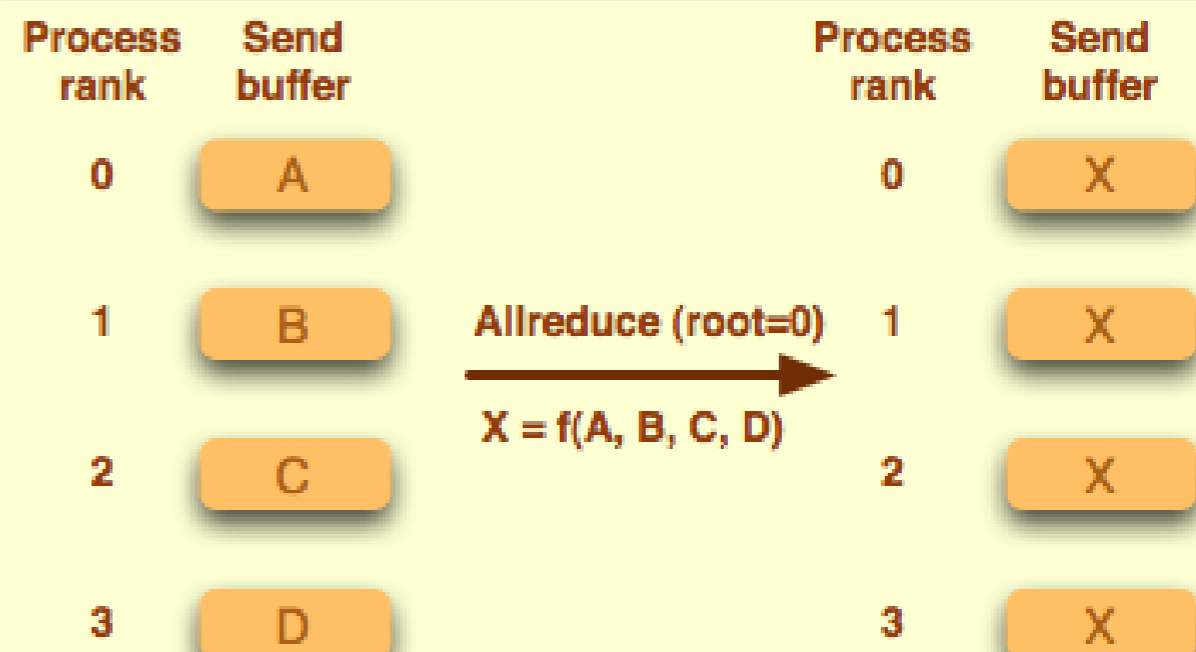 Process Send Process Send
rank buffer rank buffer
0 A 0 X
1 B Allreduce (root=0) 1 X
X = f(A, B, C, D)
2 C 2 X
3 D 3 X